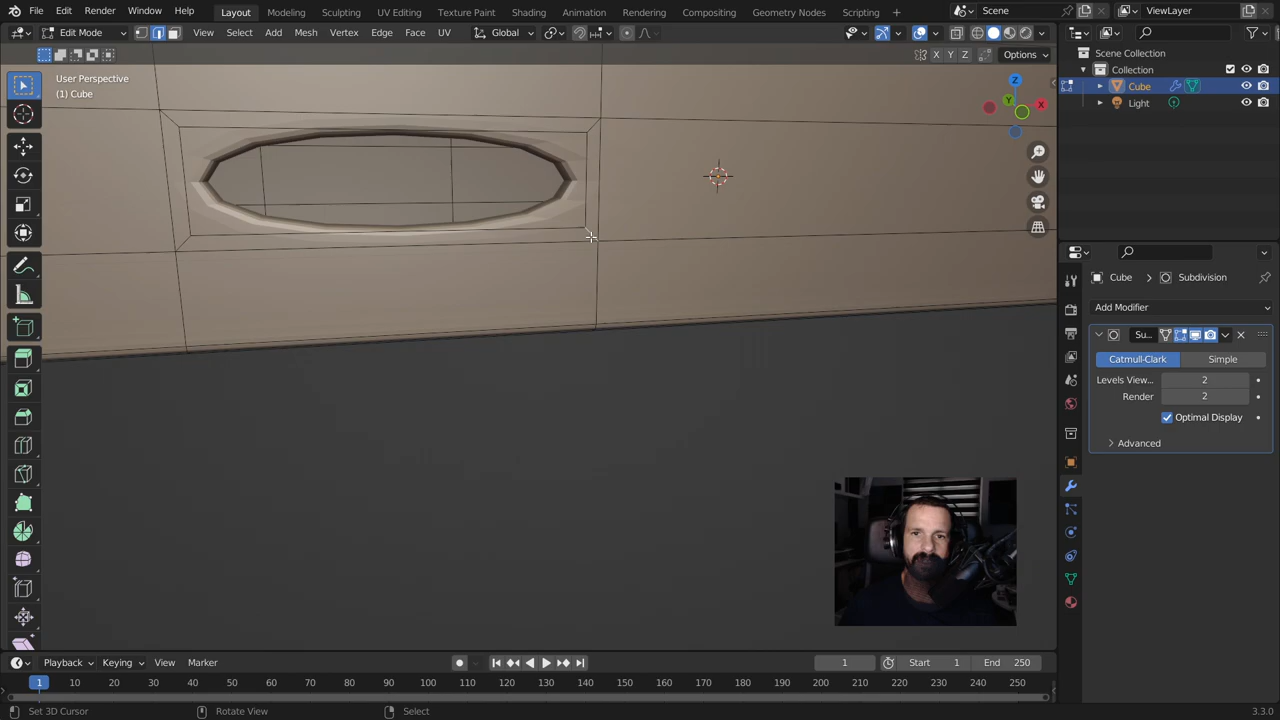 File Edit Render Window Help Layout Modeling Sculpting UV Editing Texture Paint Shading Animation Rendering Compositing Geometry Nodes Scripting Scene ViewLayer
Edit Mode View Select Add Mesh Vertex Edge Face UV Global
X Y Z Options
User Perspective
(1) Cube
Z
Y
X
Scene Collection
Collection
Cube
Light
Cube > Subdivision
Add Modifier
Su...
Catmull-Clark Simple
Levels View... 2
Render 2
Optimal Display
Advanced
Playback Keying View Marker 1 Start 1 End 250
1 10 20 30 40 50 60 70 80 90 100 110 120 130 140 150 160 170 180 190 200 210 220 230 240 250
Set 3D Cursor Rotate View Select 3.3.0